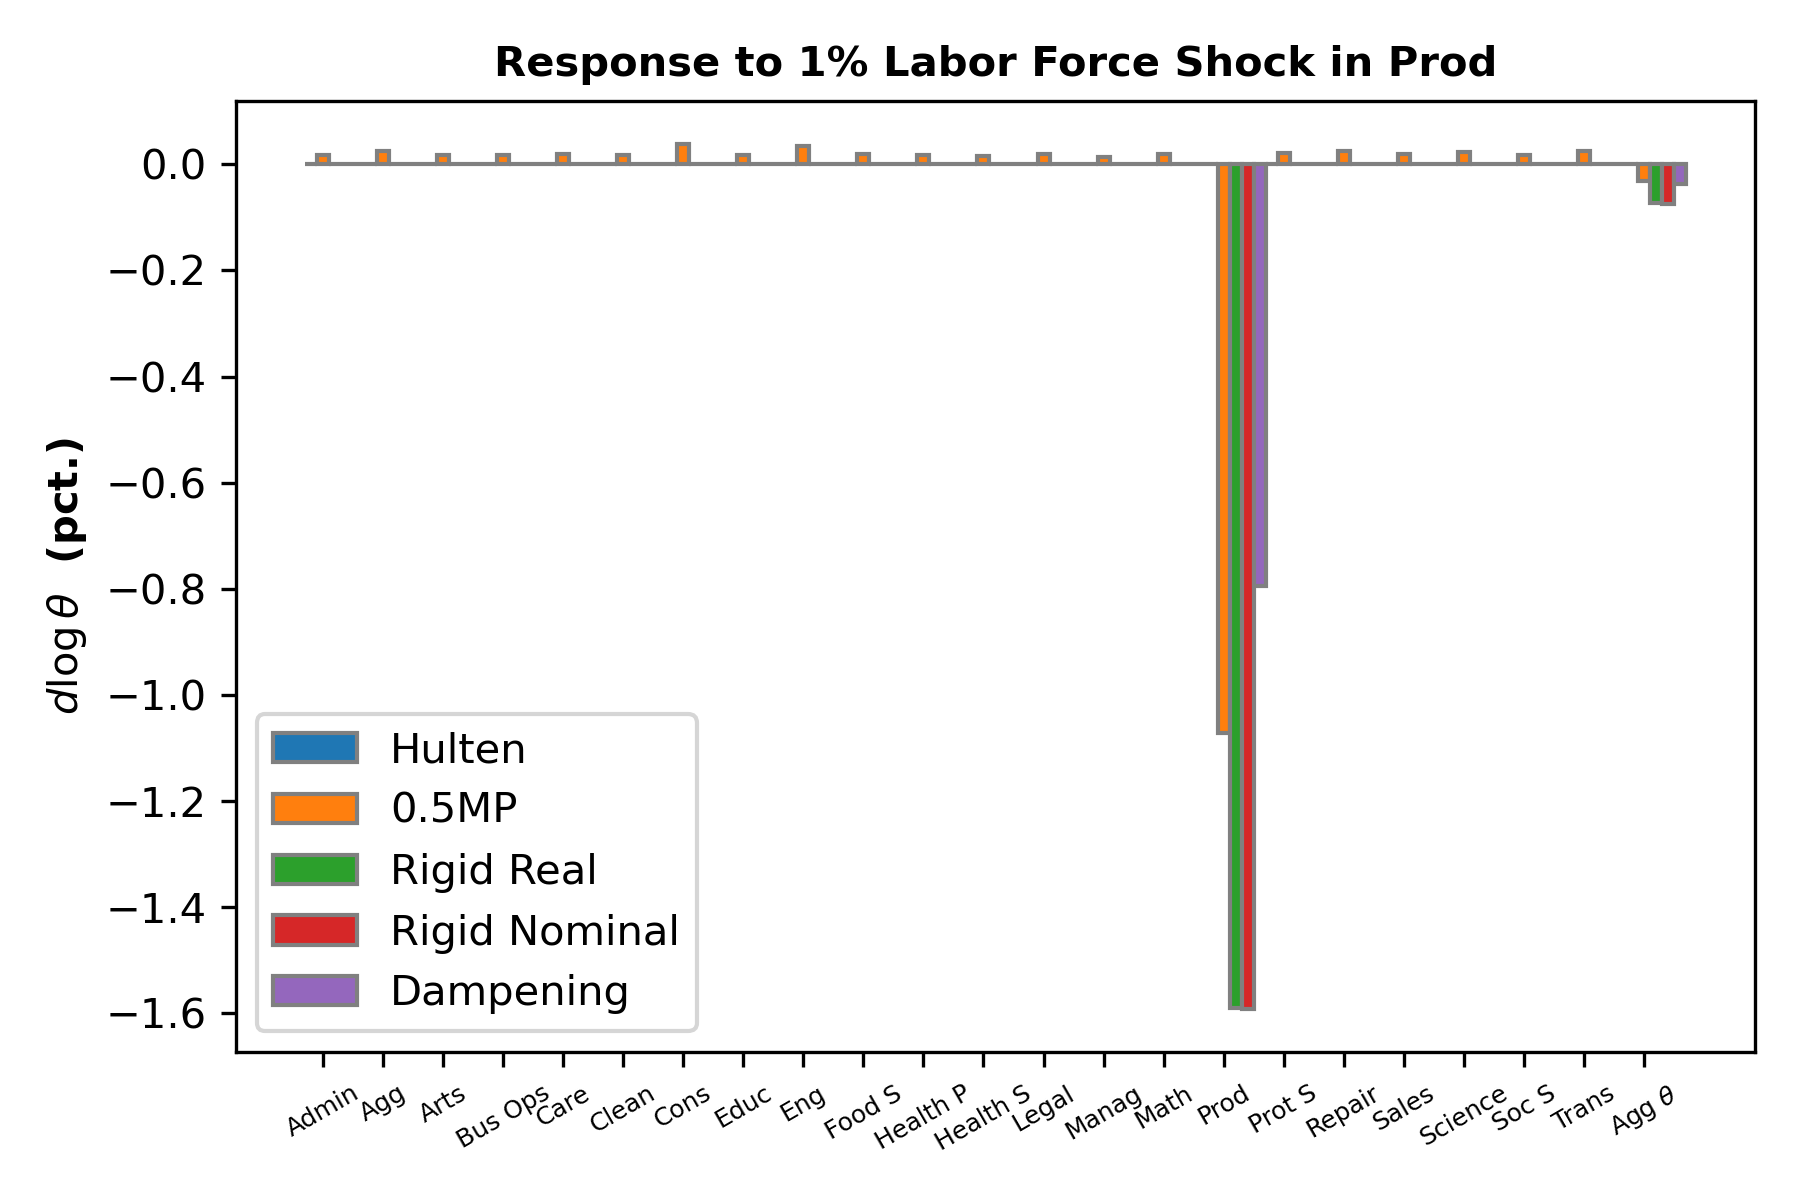 Response to 1% Labor Force Shock in Prod
d log θ (pct.)
0.0
−0.2
−0.4
−0.6
−0.8
−1.0
−1.2
−1.4
−1.6
Hulten
0.5MP
Rigid Real
Rigid Nominal
Dampening
Admin
Agg
Arts
Bus Ops
Care
Clean
Cons
Educ
Eng
Food S
Health P
Health S
Legal
Manag
Math
Prod
Prot S
Repair
Sales
Science
Soc S
Trans
Agg θ